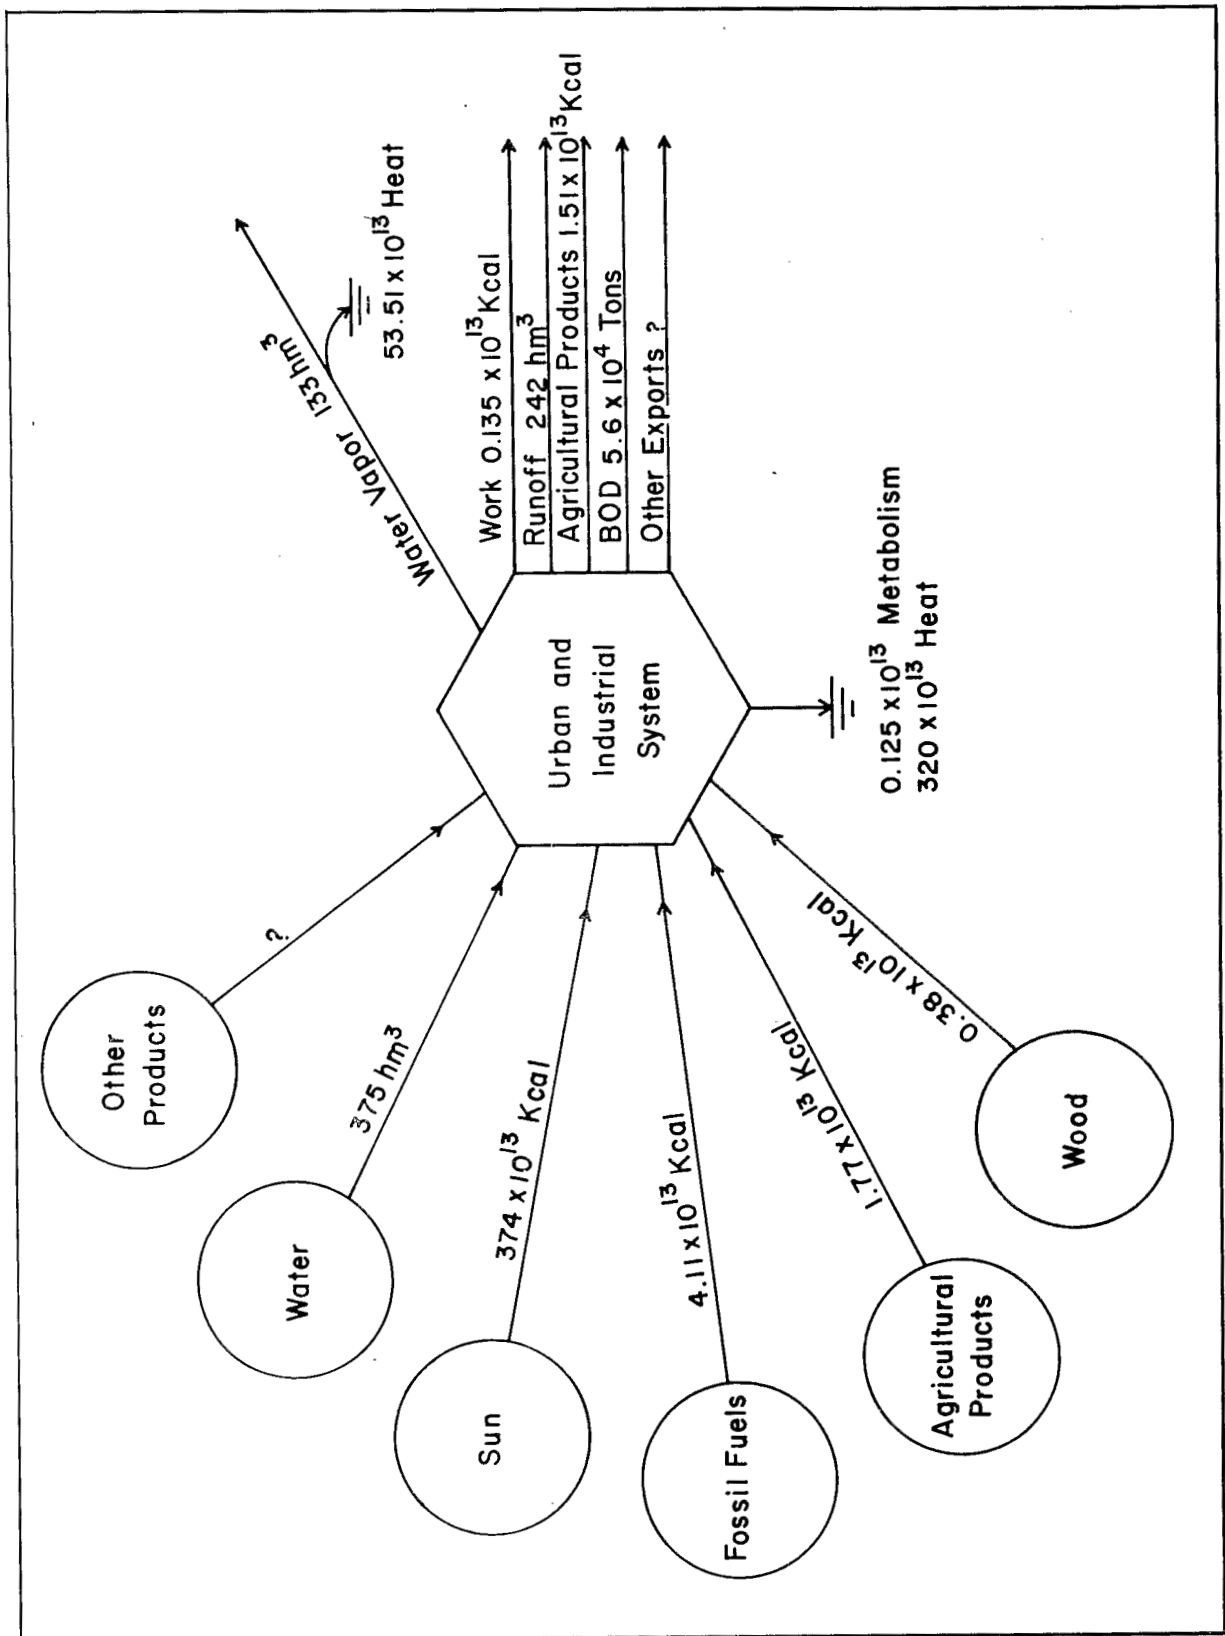 Other
Products
?
Water
375 hm³
Sun
374 x 10¹³ Kcal
Fossil Fuels
4.11 x 10¹³ Kcal
Agricultural
Products
1.77 x 10¹³ Kcal
Wood
0.38 x 10¹³ Kcal
Urban and
Industrial
System
Water Vapor 133 hm³
53.51 x 10¹³ Heat
Work 0.135 x 10¹³ Kcal
Runoff 242 hm³
Agricultural Products 1.51 x 10¹³ Kcal
BOD 5.6 x 10⁴ Tons
Other Exports ?
0.125 x 10¹³ Metabolism
320 x 10¹³ Heat